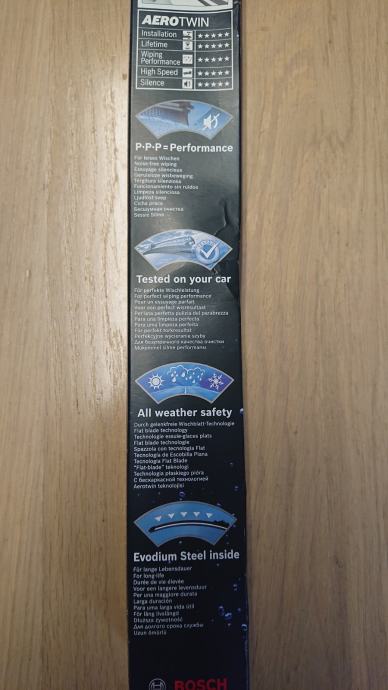 AEROTWIN
Installation ★★★★★
Lifetime ★★★★★
Wiping
Performance ★★★★★
High Speed ★★★★★
Silence ★★★★★
P·P·P=Performance
Für leises Wischen
Noise-free wiping
Essuyage silencieux
Geruisloze wisbeweging
Tergitura silenziosa
Funcionamiento sin ruidos
Limpeza silenciosa
Ljudlöst svep
Cicha praca
Бесшумная очистка
Sessiz Silme
Tested on your car
Für perfekte Wischleistung
For perfect wiping performance
Pour un essuyage parfait
Voor een perfect wisresultaat
Per una perfetta pulizia del parabrezza
Para una limpieza perfecta
Para uma limpeza perfeita
För perfekt torkresultat
Perfekcyjne wycieranie szyby
Для безупречного качества очистки
Mükemmel silme performansı
All weather safety
Durch gelenkfreie Wischblatt-Technologie
Flat blade technology
Technologie essuie-glaces plats
Flat blade technologie
Spazzola con tecnologia Flat
Tecnología de Escobilla Plana
Tecnologia Flat Blade
"Flat-blade" teknologi
Technologia płaskiego pióra
С бескаркасной технологией
Aerotwin teknolojisi
Evodium Steel inside
Für lange Lebensdauer
For long-life
Durée de vie élevée
Voor een langere levensduur
Per una maggiore durata
Larga duración
Para uma larga vida útil
För lång livslängd
Dłuższa żywotność
Для долгого срока службы
Uzun ömürlü
BOSCH